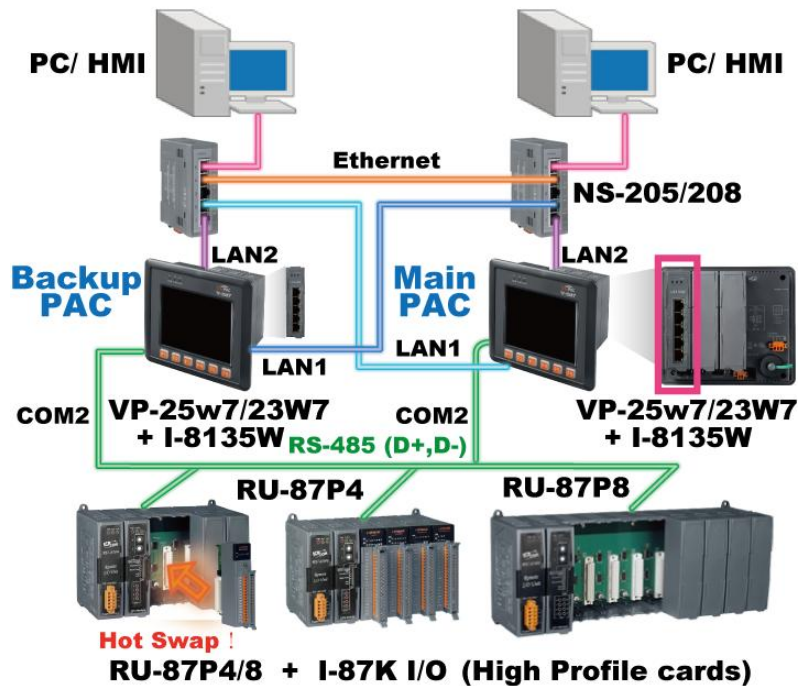 PC/ HMI
PC/ HMI
Ethernet
NS-205/208
LAN2
LAN2
Backup
PAC
Main
PAC
LAN1
LAN1
COM2
COM2
VP-25w7/23W7
+ I-8135W
VP-25w7/23W7
+ I-8135W
RS-485 (D+,D-)
RU-87P4
RU-87P8
Hot Swap !
RU-87P4/8 + I-87K I/O (High Profile cards)